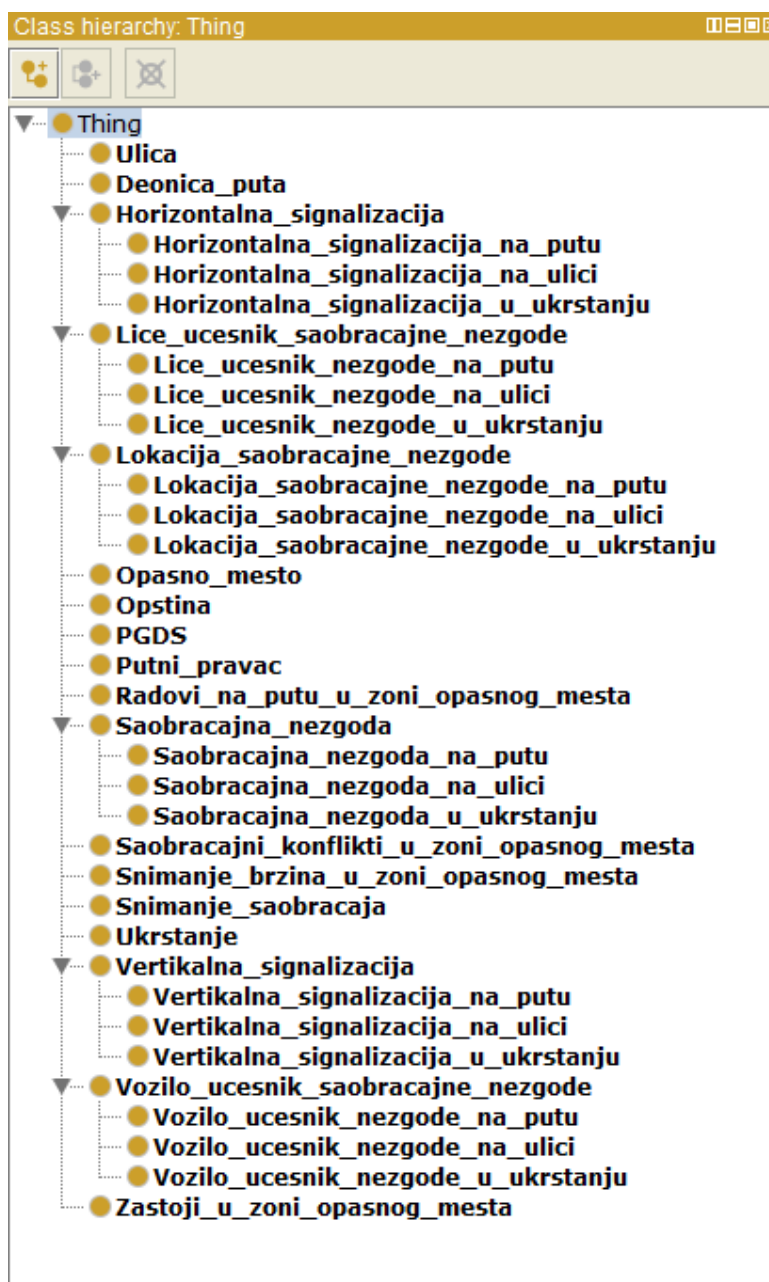 Class hierarchy: Thing
Thing
Ulica
Deonica_puta
Horizontalna_signalizacija
Horizontalna_signalizacija_na_putu
Horizontalna_signalizacija_na_ulici
Horizontalna_signalizacija_u_ukrstanju
Lice_ucesnik_saobracajne_nezgode
Lice_ucesnik_nezgode_na_putu
Lice_ucesnik_nezgode_na_ulici
Lice_ucesnik_nezgode_u_ukrstanju
Lokacija_saobracajne_nezgode
Lokacija_saobracajne_nezgode_na_putu
Lokacija_saobracajne_nezgode_na_ulici
Lokacija_saobracajne_nezgode_u_ukrstanju
Opasno_mesto
Opstina
PGDS
Putni_pravac
Radovi_na_putu_u_zoni_opasnog_mesta
Saobracajna_nezgoda
Saobracajna_nezgoda_na_putu
Saobracajna_nezgoda_na_ulici
Saobracajna_nezgoda_u_ukrstanju
Saobracajni_konflikti_u_zoni_opasnog_mesta
Snimanje_brzina_u_zoni_opasnog_mesta
Snimanje_saobracaja
Ukrstanje
Vertikalna_signalizacija
Vertikalna_signalizacija_na_putu
Vertikalna_signalizacija_na_ulici
Vertikalna_signalizacija_u_ukrstanju
Vozilo_ucesnik_saobracajne_nezgode
Vozilo_ucesnik_nezgode_na_putu
Vozilo_ucesnik_nezgode_na_ulici
Vozilo_ucesnik_nezgode_u_ukrstanju
Zastoji_u_zoni_opasnog_mesta